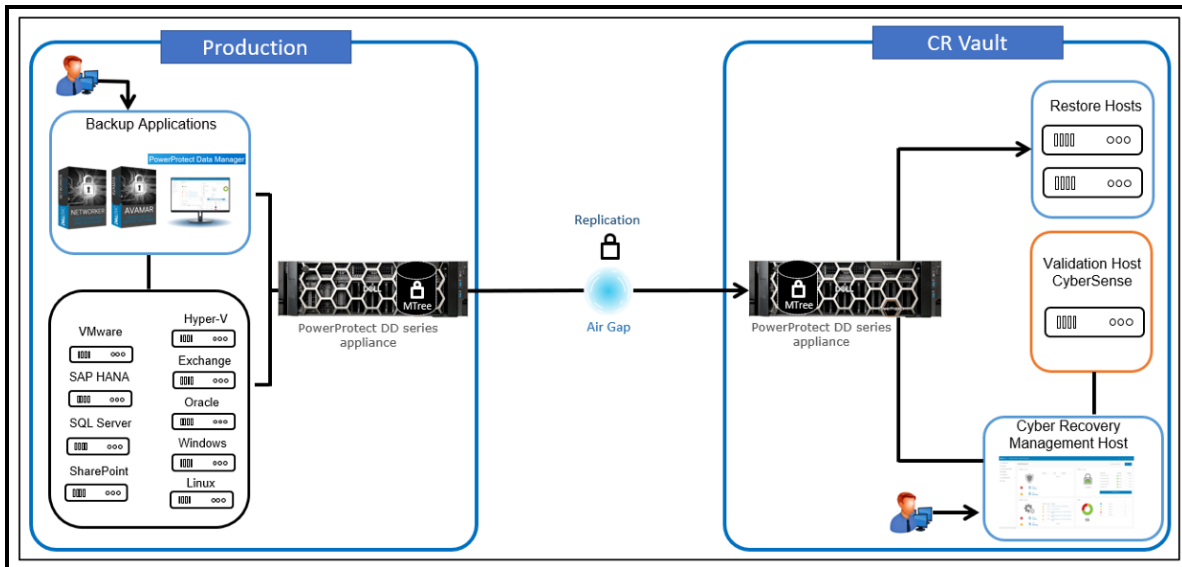 Production
Backup Applications
PowerProtect Data Manager
NETWORKER
AVAMAR
VMware
SAP HANA
SQL Server
SharePoint
Hyper-V
Exchange
Oracle
Windows
Linux
DELL
MTree
PowerProtect DD series
appliance
Replication
Air Gap
CR Vault
MTree
PowerProtect DD series
appliance
Restore Hosts
Validation Host
CyberSense
Cyber Recovery
Management Host